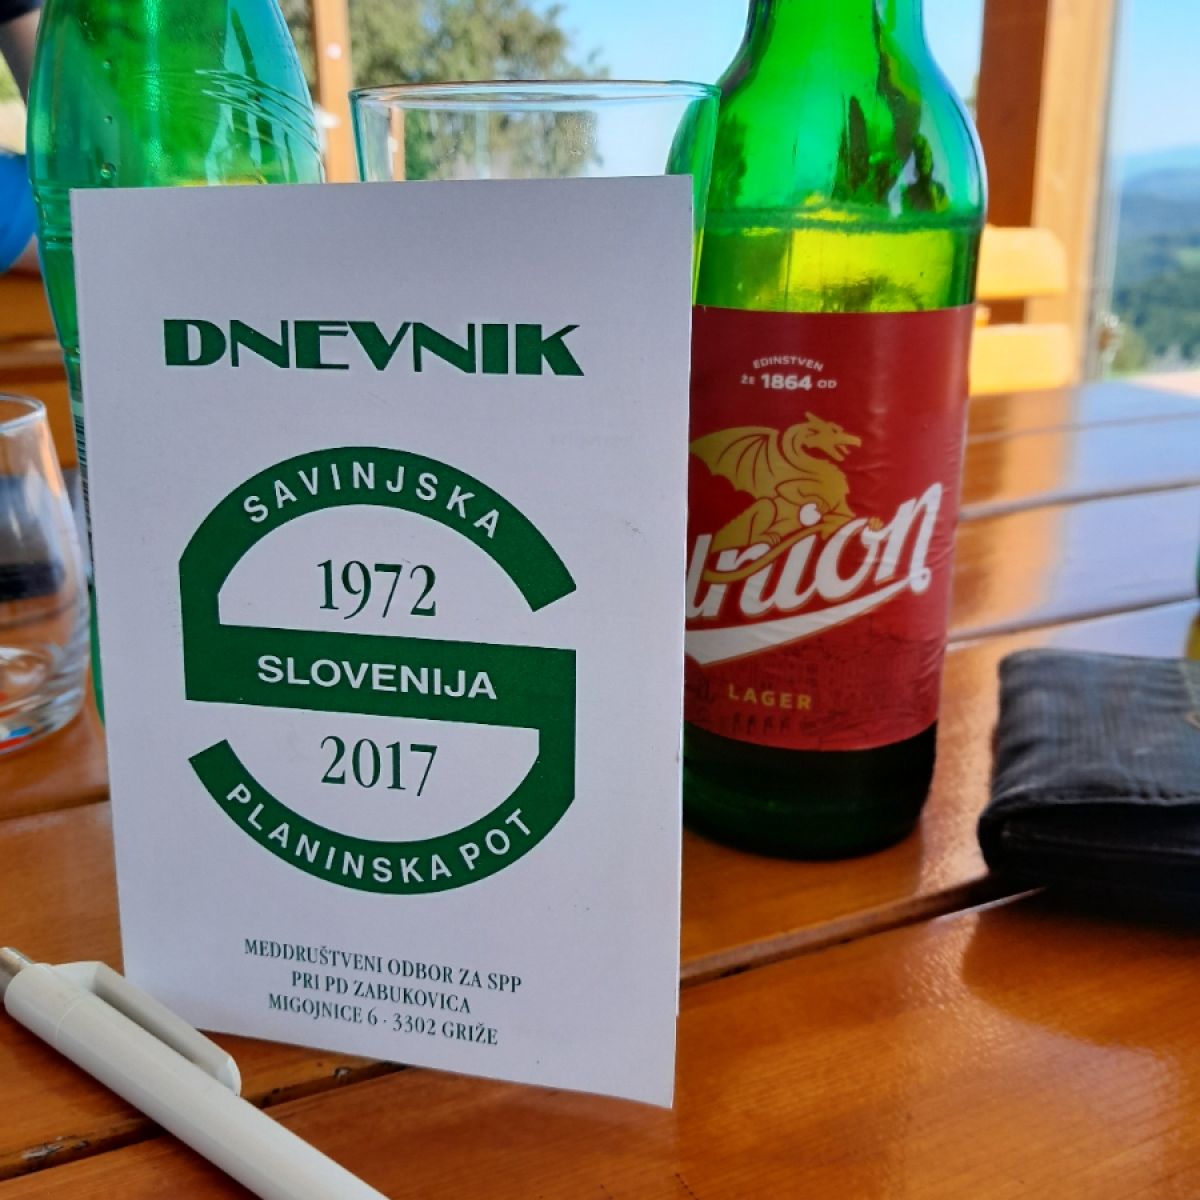 DNEVNIK
SAVINJSKA
1972
SLOVENIJA
2017
PLANINSKA POT
MEDDRUŠTVENI ODBOR ZA SPP
PRI PD ZABUKOVICA
MIGOJNICE 6 - 3302 GRIŽE
EDINSTVEN
ŽE 1864 OD
Union
LAGER